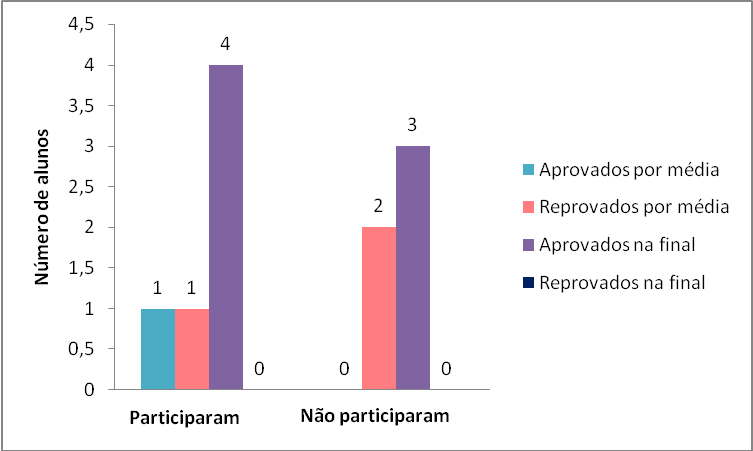 Número de alunos
4,5
4
3,5
3
2,5
2
1,5
1
0,5
0
1
1
4
0
0
2
3
0
Participaram
Não participaram
Aprovados por média
Reprovados por média
Aprovados na final
Reprovados na final